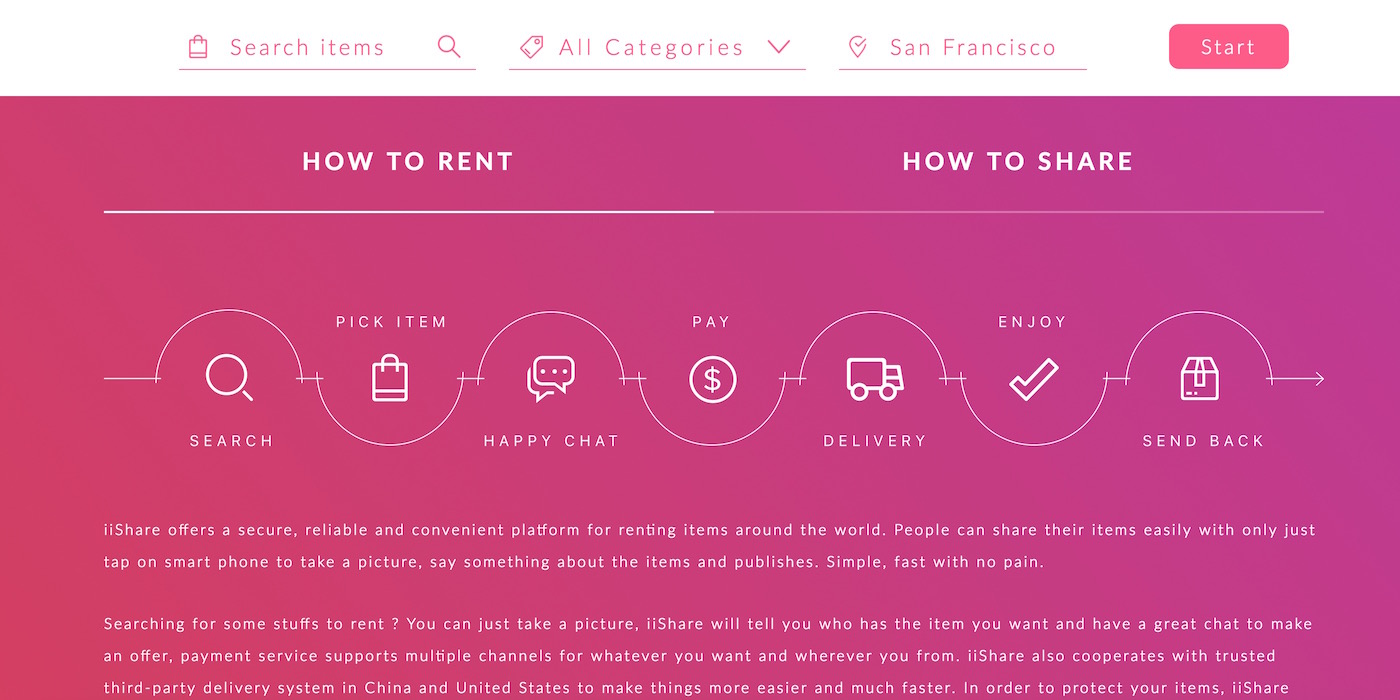 Search items
All Categories
San Francisco
Start
HOW TO RENT
HOW TO SHARE
SEARCH
PICK ITEM
HAPPY CHAT
PAY
$
DELIVERY
ENJOY
SEND BACK
iiShare offers a secure, reliable and convenient platform for renting items around the world. People can share their items easily with only just
tap on smart phone to take a picture, say something about the items and publishes. Simple, fast with no pain.
Searching for some stuffs to rent ? You can just take a picture, iiShare will tell you who has the item you want and have a great chat to make
an offer, payment service supports multiple channels for whatever you want and wherever you from. iiShare also cooperates with trusted
third-party delivery system in China and United States to make things more easier and much faster. In order to protect your items, iiShare